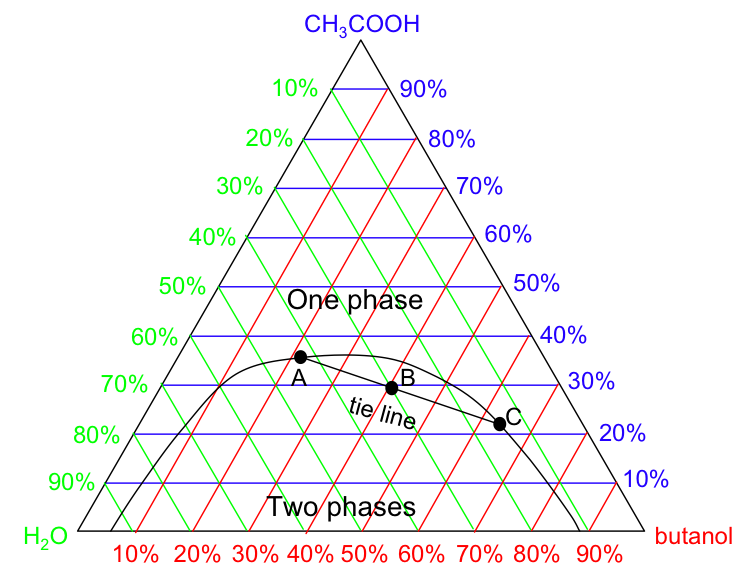 CH₃COOH
10% 90%
20% 80%
30% 70%
40% 60%
50% 50%
One phase
60% 40%
A B
70% 30%
tie line C
80% 20%
90% 10%
Two phases
H₂O butanol
10% 20% 30% 40% 50% 60% 70% 80% 90%